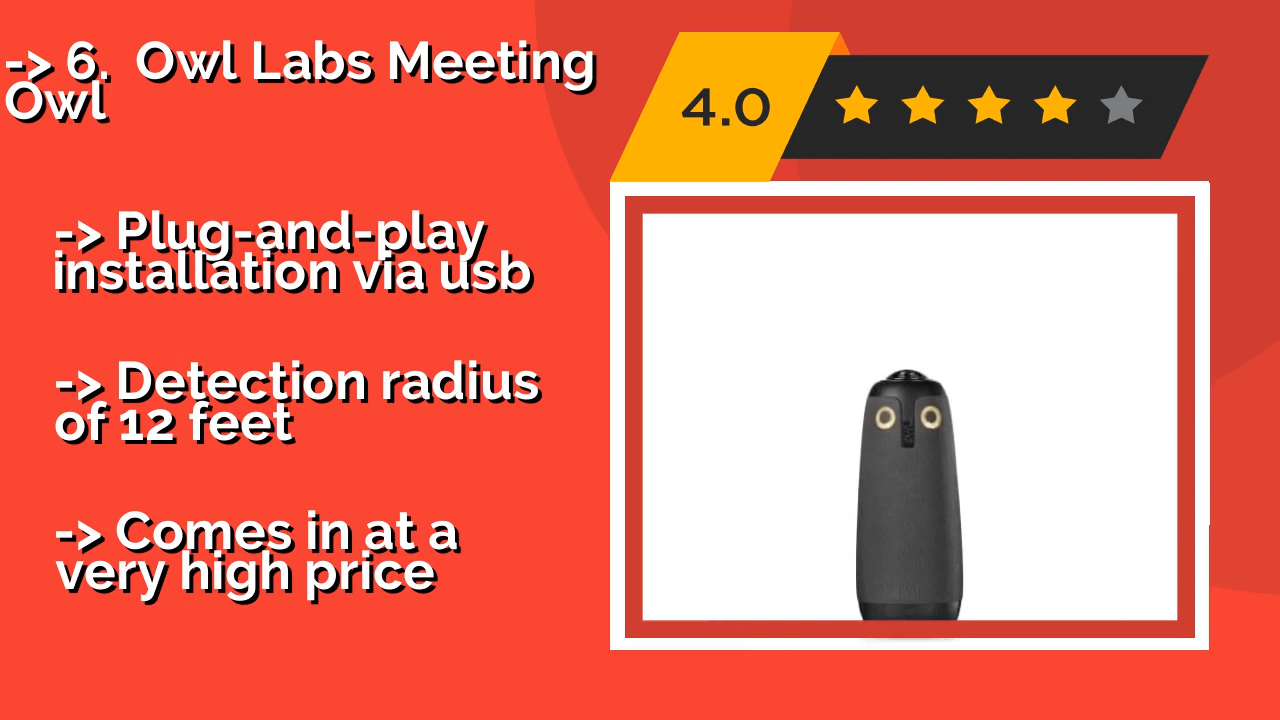 -> 6. Owl Labs Meeting
Owl
4.0
-> Plug-and-play
installation via usb
-> Detection radius
of 12 feet
-> Comes in at a
very high price